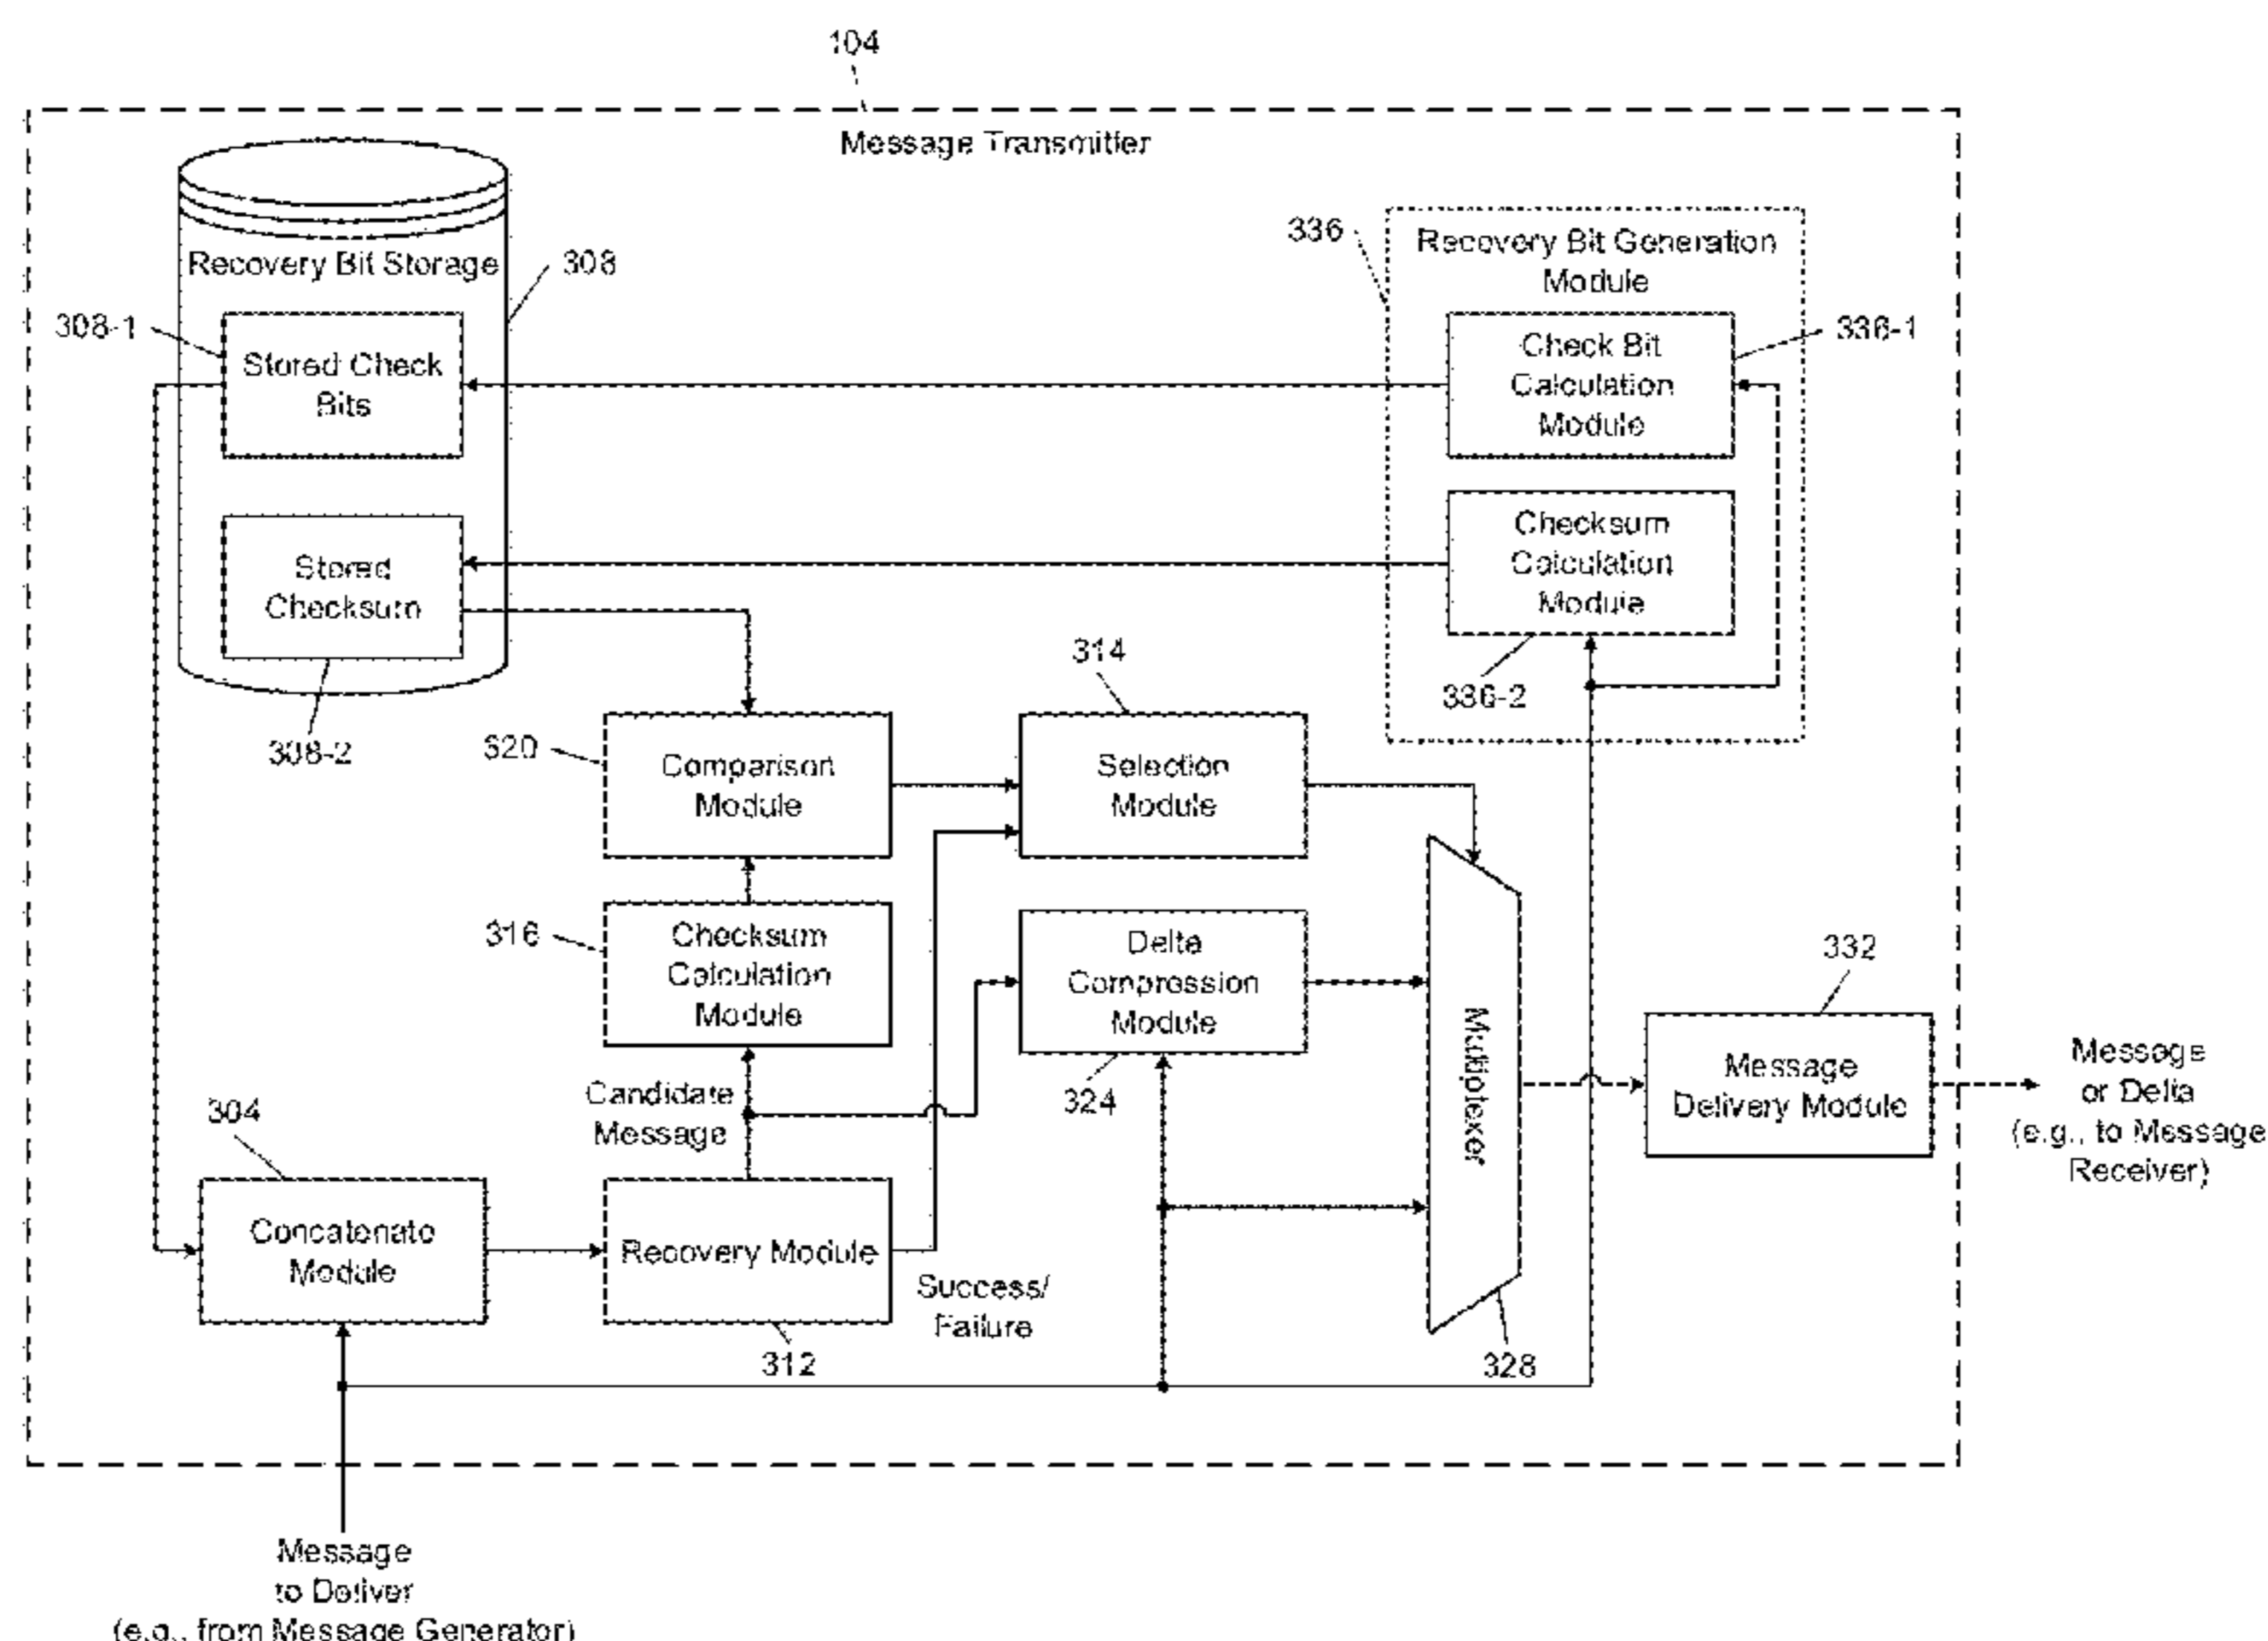 104
Message Transmitter
Recovery Bit Storage
308
308-1
Stored Check
Bits
Stored
Checksum
308-2
336
Recovery Bit Generation
Module
Check Bit
Calculation
Module
336-1
Checksum
Calculation
Module
336-2
320
Comparison
Module
314
Selection
Module
316
Checksum
Calculation
Module
Delta
Compression
Module
324
Multiplexer
328
332
Message
Delivery Module
Message
or Delta
(e.g., to Message
Receiver)
Candidate
Message
304
Concatenate
Module
Recovery Module
312
Success/
Failure
Message
to Deliver
(e.g., from Message Generator)